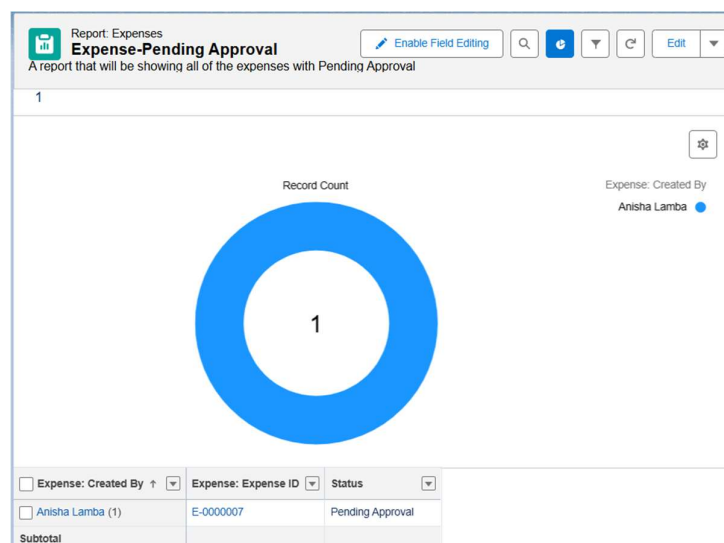 Report: Expenses
Expense-Pending Approval
Enable Field Editing
Edit
A report that will be showing all of the expenses with Pending Approval
1
Record Count
Expense: Created By
Anisha Lamba
1
Expense: Created By ↑ Expense: Expense ID Status
Anisha Lamba (1) E-0000007 Pending Approval
Subtotal